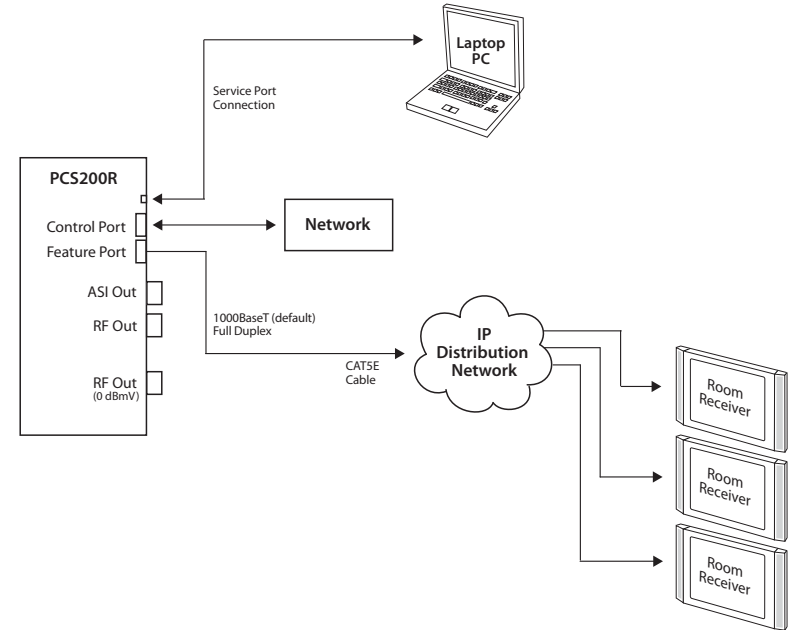 Laptop
PC
Service Port
Connection
PCS200R
Control Port
Network
Feature Port
ASI Out
RF Out
1000BaseT (default)
Full Duplex
CAT5E
Cable
IP
Distribution
Network
RF Out
(0 dBmV)
Room
Receiver
Room
Receiver
Room
Receiver